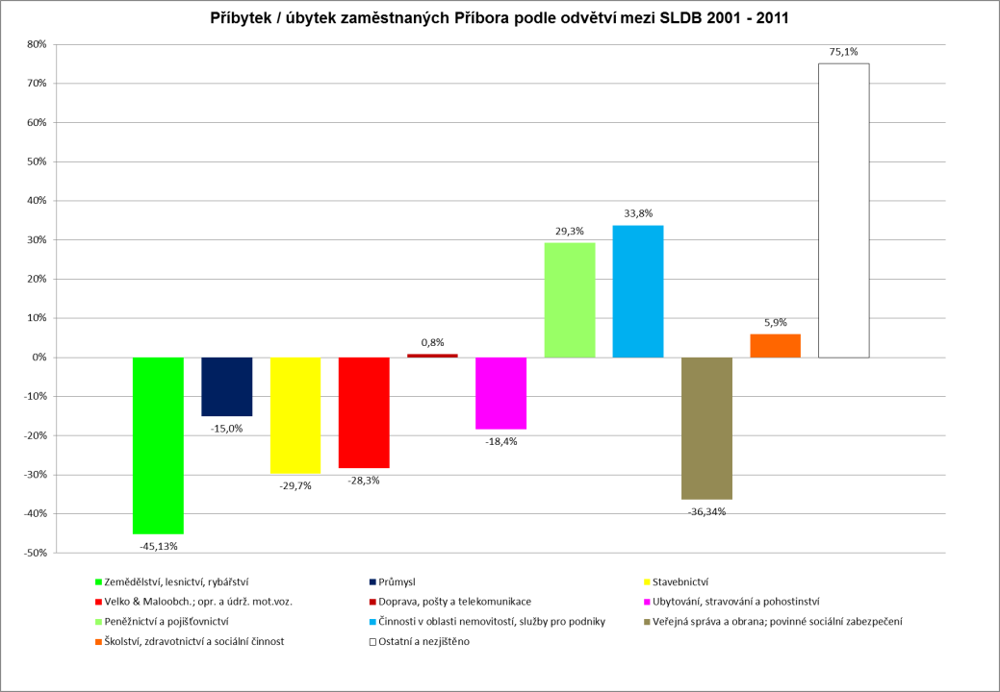 Příbytek / úbytek zaměstnaných Příbora podle odvětví mezi SLDB 2001 - 2011
80%
70%
60%
50%
40%
30%
20%
10%
0%
-10%
-20%
-30%
-40%
-50%
-45,13%
-15,0%
-29,7%
-28,3%
0,8%
-18,4%
29,3%
33,8%
-36,34%
5,9%
75,1%
Zemědělství, lesnictví, rybářství
Průmysl
Stavebnictví
Velko & Maloobch.; opr. a údrž. mot.voz.
Doprava, pošty a telekomunikace
Ubytování, stravování a pohostinství
Peněžnictví a pojišťovnictví
Činnosti v oblasti nemovitostí, služby pro podniky
Veřejná správa a obrana; povinné sociální zabezpečení
Školství, zdravotnictví a sociální činnost
Ostatní a nezjištěno